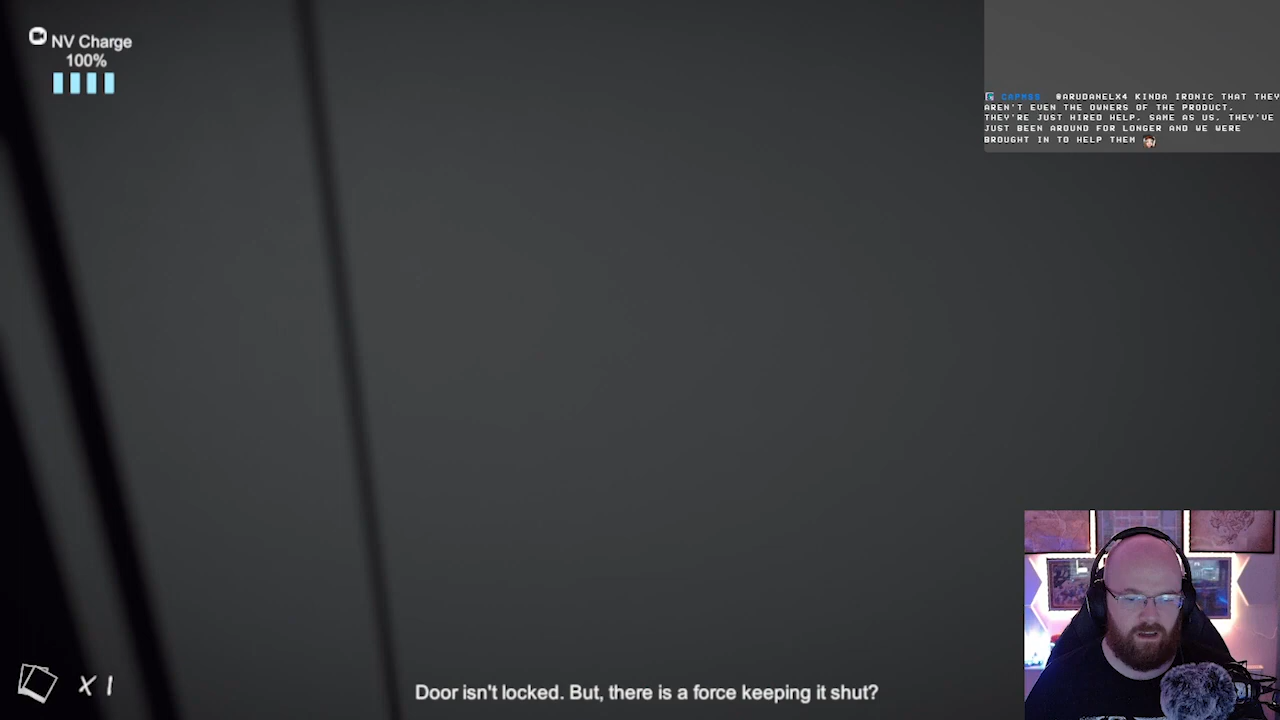 NV Charge
100%
CAPMSS @ARUDANELX4 KINDA IRONIC THAT THEY
AREN'T EVEN THE OWNERS OF THE PRODUCT.
THEY'RE JUST HIRED HELP. SAME AS US. THEY'VE
JUST BEEN AROUND FOR LONGER AND WE WERE
BROUGHT IN TO HELP THEM
X 1
Door isn't locked. But, there is a force keeping it shut?